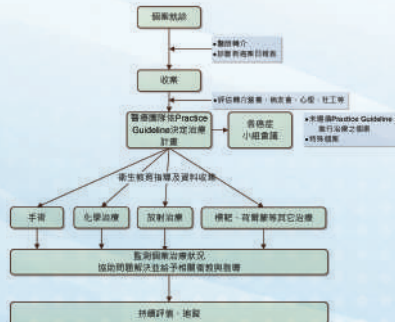 個案就診
•醫師轉介
•診斷新過案日報表
收案
•評估轉介營養、病友會、心理、社工等
醫療團隊依Practice
Guideline決定治療
計畫
各癌症
小組會議
•未遵循Practice Guideline
進行治療之個案
•特殊個案
衛生教育指導及資料收集
手術
化學治療
放射治療
標靶、荷爾蒙等其它治療
監測個案治療狀況
協助問題解決並給予相關衛教與指導
持續評值、追蹤